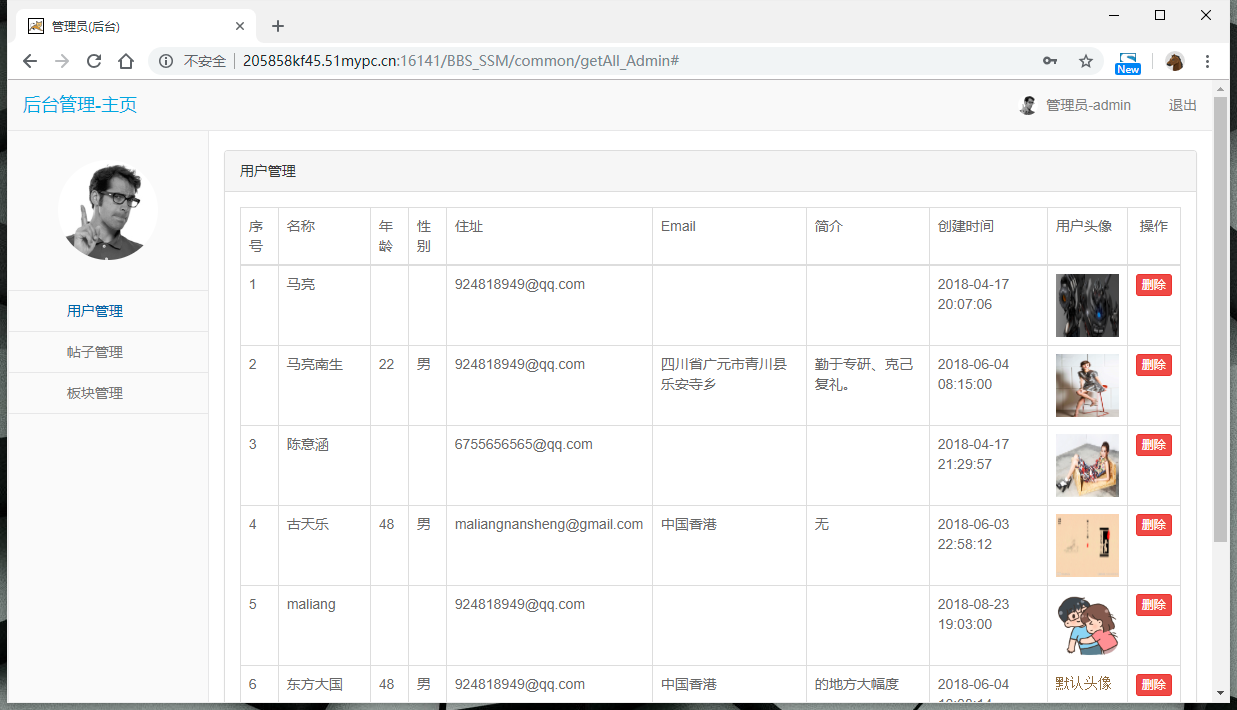 管理员(后台)
不安全 205858kf45.51mypc.cn:16141/BBS_SSM/common/getAll_Admin#
New
后台管理-主页
管理员-admin 退出
用户管理
帖子管理
板块管理
用户管理
序号 名称 年龄 性别 住址 Email 简介 创建时间 用户头像 操作
1 马亮 924818949@qq.com 2018-04-17 20:07:06 删除
2 马亮南生 22 男 924818949@qq.com 四川省广元市青川县乐安寺乡 勤于专研、克己复礼。 2018-06-04 08:15:00 删除
3 陈意涵 6755656565@qq.com 2018-04-17 21:29:57 删除
4 古天乐 48 男 maliangnansheng@gmail.com 中国香港 无 2018-06-03 22:58:12 删除
5 maliang 924818949@qq.com 2018-08-23 19:03:00 删除
6 东方大国 48 男 924818949@qq.com 中国香港 的地方大幅度 2018-06-04 默认头像 删除